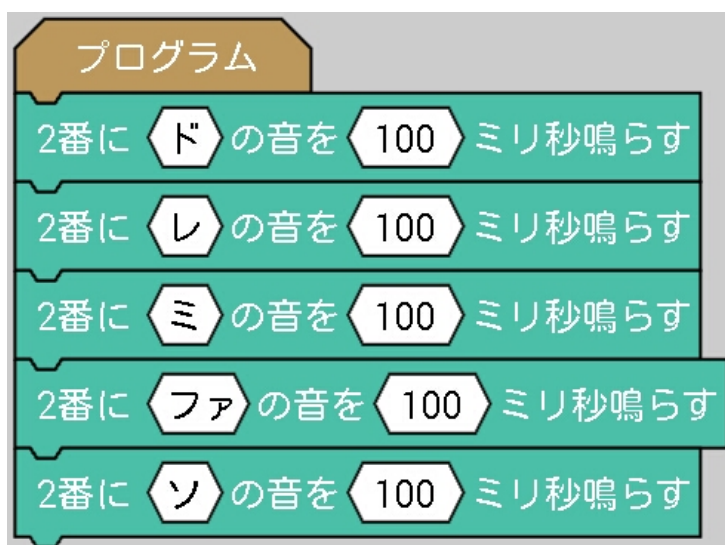 プログラム
2番に ド の音を 100 ミリ秒鳴らす
2番に レ の音を 100 ミリ秒鳴らす
2番に ミ の音を 100 ミリ秒鳴らす
2番に ファ の音を 100 ミリ秒鳴らす
2番に ソ の音を 100 ミリ秒鳴らす